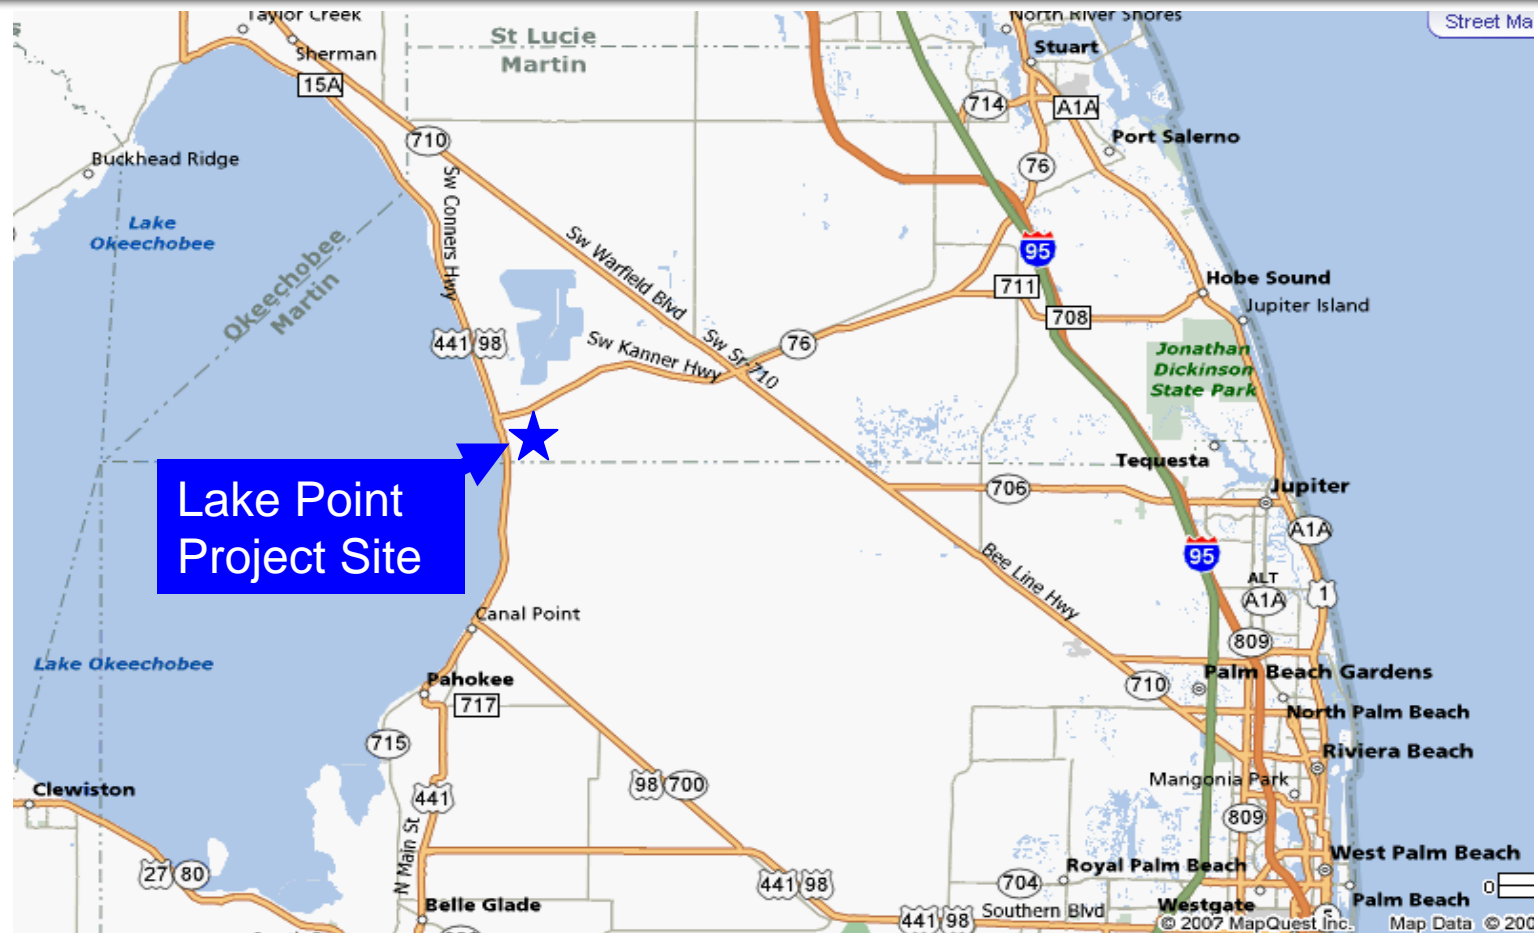 Taylor Creek
North River Shores
Street Ma
St Lucie
Martin
Stuart
Sherman
15A
714
A1A
710
Port Salerno
Buckhead Ridge
76
Sw Conners Hwy
Lake
Okeechobee
Okeechobee
Martin
Sw Warfield Blvd
95
Hobe Sound
711
Jupiter Island
708
441
98
Sw Kanner Hwy
Sw Sr-710
76
Jonathan
Dickinson
State Park
Tequesta
Lake Point
Project Site
706
Jupiter
A1A
95
Bee Line Hwy
ALT
A1A
1
Canal Point
809
Lake Okeechobee
Pahokee
717
710
Palm Beach Gardens
North Palm Beach
715
Riviera Beach
98
700
Mangonia Park
Clewiston
441
809
N Main St
West Palm Beach
27
80
441
98
Royal Palm Beach
704
0
Belle Glade
Southern Blvd
Westgate
Palm Beach
441
98
© 2007 MapQuest Inc.
Map Data © 200